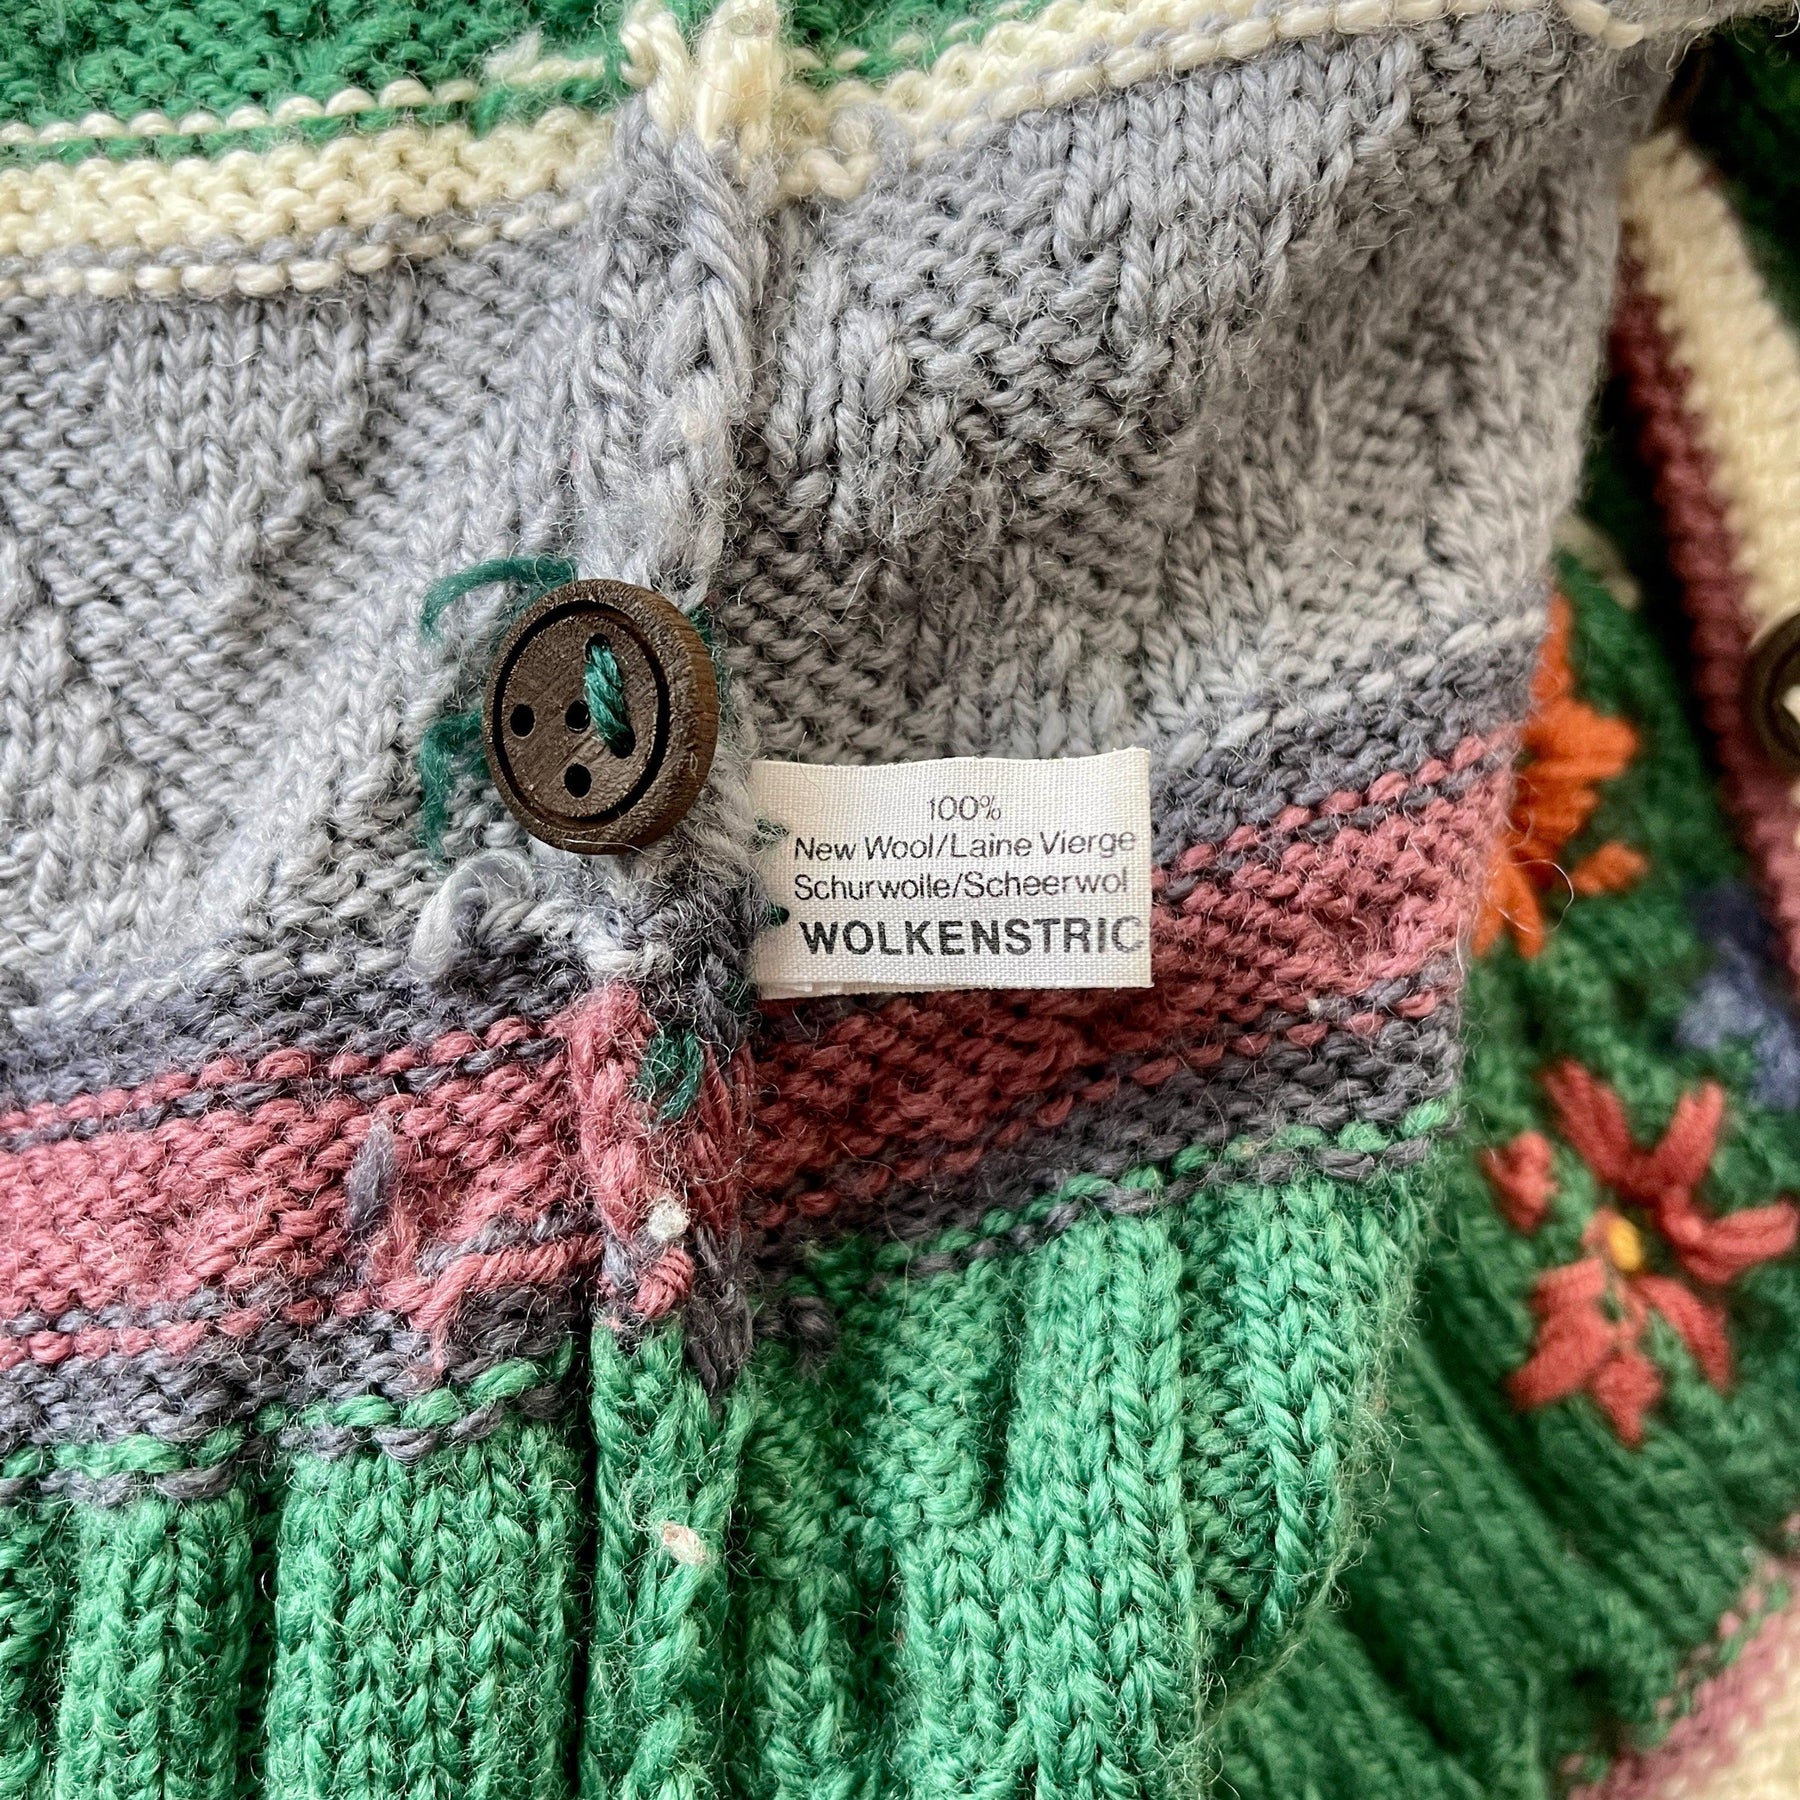 100%
New Wool/Laine Vierge
Schurwolle/Scheerwol
WOLKENSTRIC